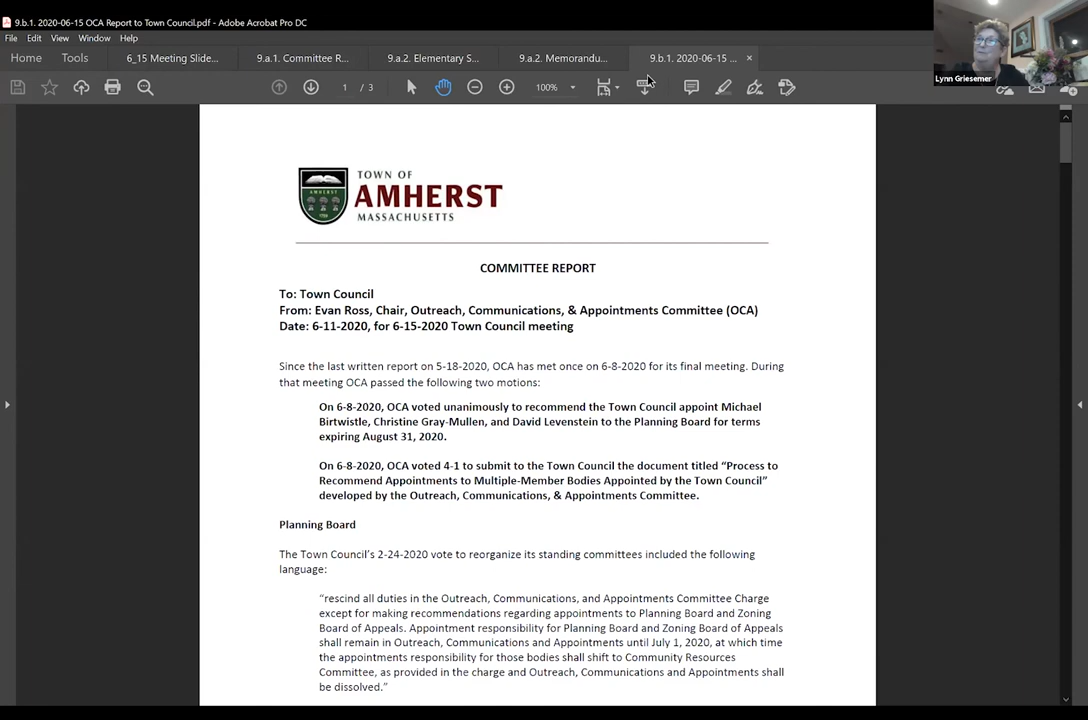 9.b.1. 2020-06-15 OCA Report to Town Council.pdf - Adobe Acrobat Pro DC
File Edit View Window Help
Home Tools 6_15 Meeting Slide... 9.a.1. Committee R... 9.a.2. Elementary S... 9.a.2. Memorandu... 9.b.1. 2020-06-15 ... ×
Lynn Griesemer
1 / 3 100%
TOWN OF
AMHERST
MASSACHUSETTS
AMHERST
1759
COMMITTEE REPORT
To: Town Council
From: Evan Ross, Chair, Outreach, Communications, & Appointments Committee (OCA)
Date: 6-11-2020, for 6-15-2020 Town Council meeting
Since the last written report on 5-18-2020, OCA has met once on 6-8-2020 for its final meeting. During
that meeting OCA passed the following two motions:
On 6-8-2020, OCA voted unanimously to recommend the Town Council appoint Michael
Birtwistle, Christine Gray-Mullen, and David Levenstein to the Planning Board for terms
expiring August 31, 2020.
On 6-8-2020, OCA voted 4-1 to submit to the Town Council the document titled “Process to
Recommend Appointments to Multiple-Member Bodies Appointed by the Town Council”
developed by the Outreach, Communications, & Appointments Committee.
Planning Board
The Town Council’s 2-24-2020 vote to reorganize its standing committees included the following
language:
“rescind all duties in the Outreach, Communications, and Appointments Committee Charge
except for making recommendations regarding appointments to Planning Board and Zoning
Board of Appeals. Appointment responsibility for Planning Board and Zoning Board of Appeals
shall remain in Outreach, Communications and Appointments until July 1, 2020, at which time
the appointments responsibility for those bodies shall shift to Community Resources
Committee, as provided in the charge and Outreach, Communications and Appointments shall
be dissolved.”